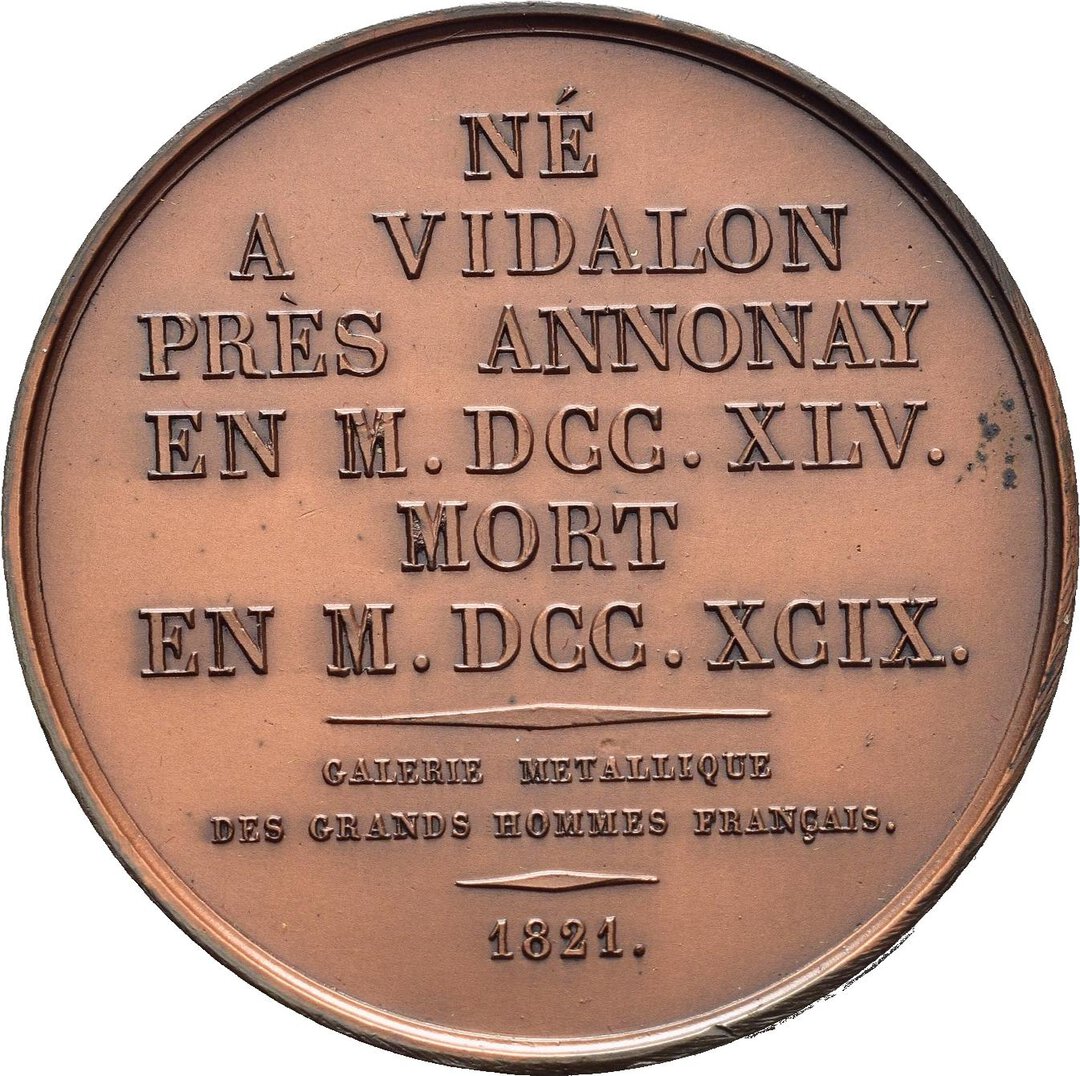 NÉ
A VIDALON
PRÈS ANNONAY
EN M. DCC. XLV.
MORT
EN M. DCC. XCIX.
GALERIE METALLIQUE
DES GRANDS HOMMES FRANÇAIS.
1821.